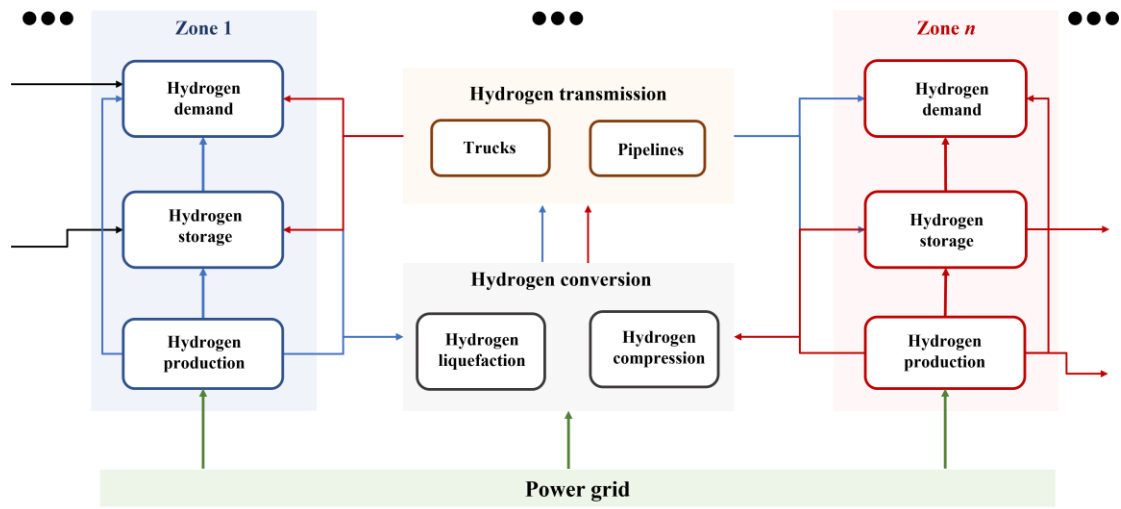 Zone 1
Hydrogen
demand
Hydrogen
storage
Hydrogen
production
Hydrogen transmission
Trucks
Pipelines
Hydrogen conversion
Hydrogen
liquefaction
Hydrogen
compression
Zone n
Hydrogen
demand
Hydrogen
storage
Hydrogen
production
Power grid